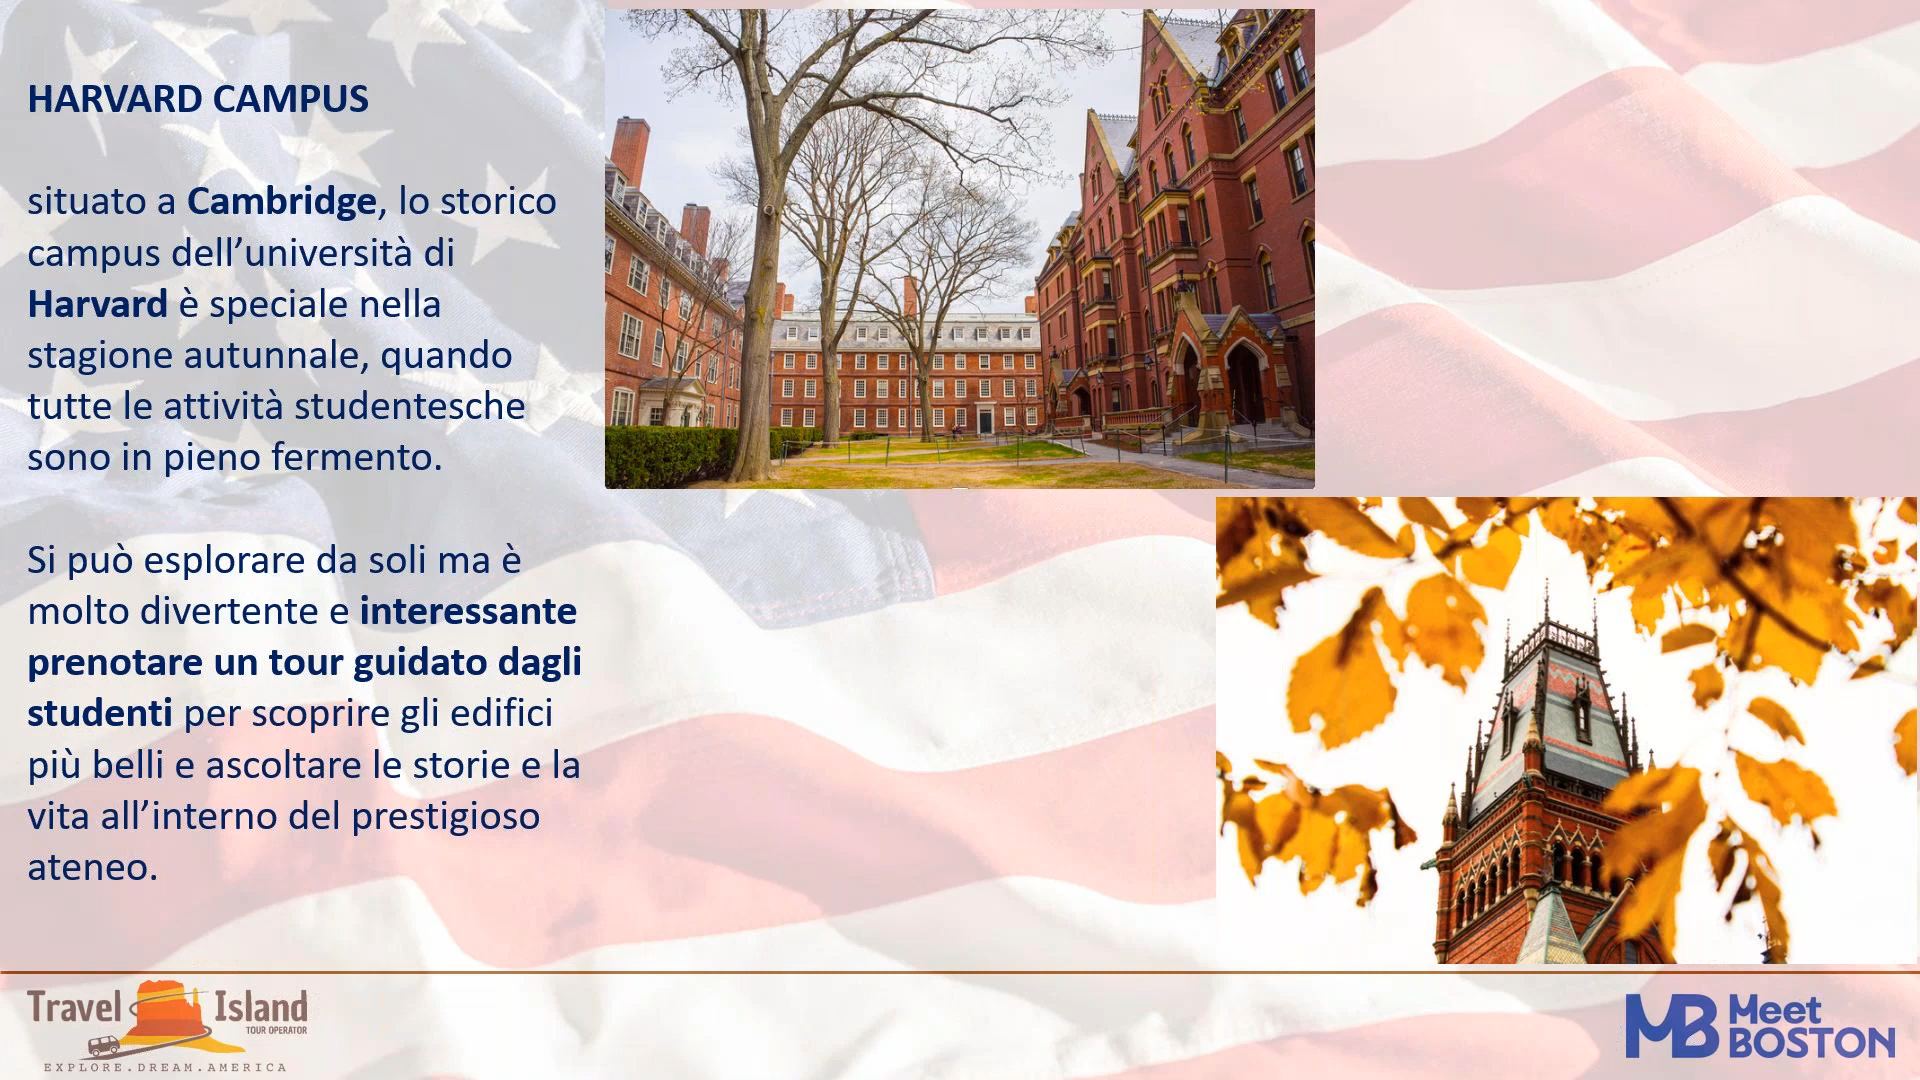 HARVARD CAMPUS
situato a Cambridge, lo storico
campus dell’università di
Harvard è speciale nella
stagione autunnale, quando
tutte le attività studentesche
sono in pieno fermento.
Si può esplorare da soli ma è
molto divertente e interessante
prenotare un tour guidato dagli
studenti per scoprire gli edifici
più belli e ascoltare le storie e la
vita all’interno del prestigioso
ateneo.
Travel Island
TOUR OPERATOR
EXPLORE.DREAM.AMERICA
MB Meet
BOSTON